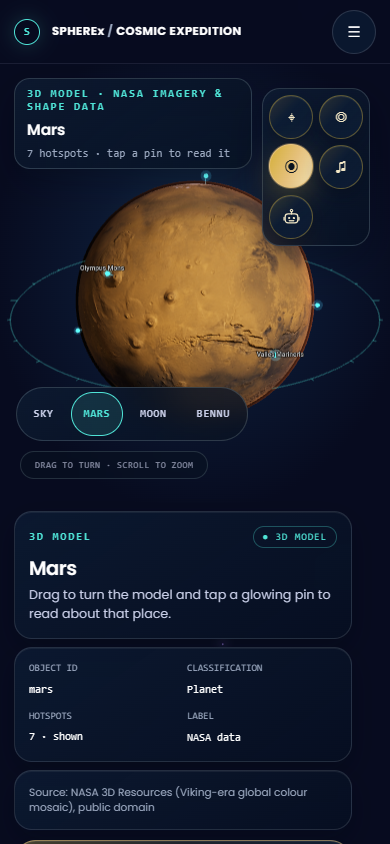 S SPHEREx / COSMIC EXPEDITION
3D MODEL · NASA IMAGERY &
SHAPE DATA
Mars
7 hotspots · tap a pin to read it
Olympus Mons
Valles Marineris
SKY MARS MOON BENNU
DRAG TO TURN · SCROLL TO ZOOM
3D MODEL
3D MODEL
Mars
Drag to turn the model and tap a glowing pin to
read about that place.
OBJECT ID CLASSIFICATION
mars Planet
HOTSPOTS LABEL
7 · shown NASA data
Source: NASA 3D Resources (Viking-era global colour
mosaic), public domain